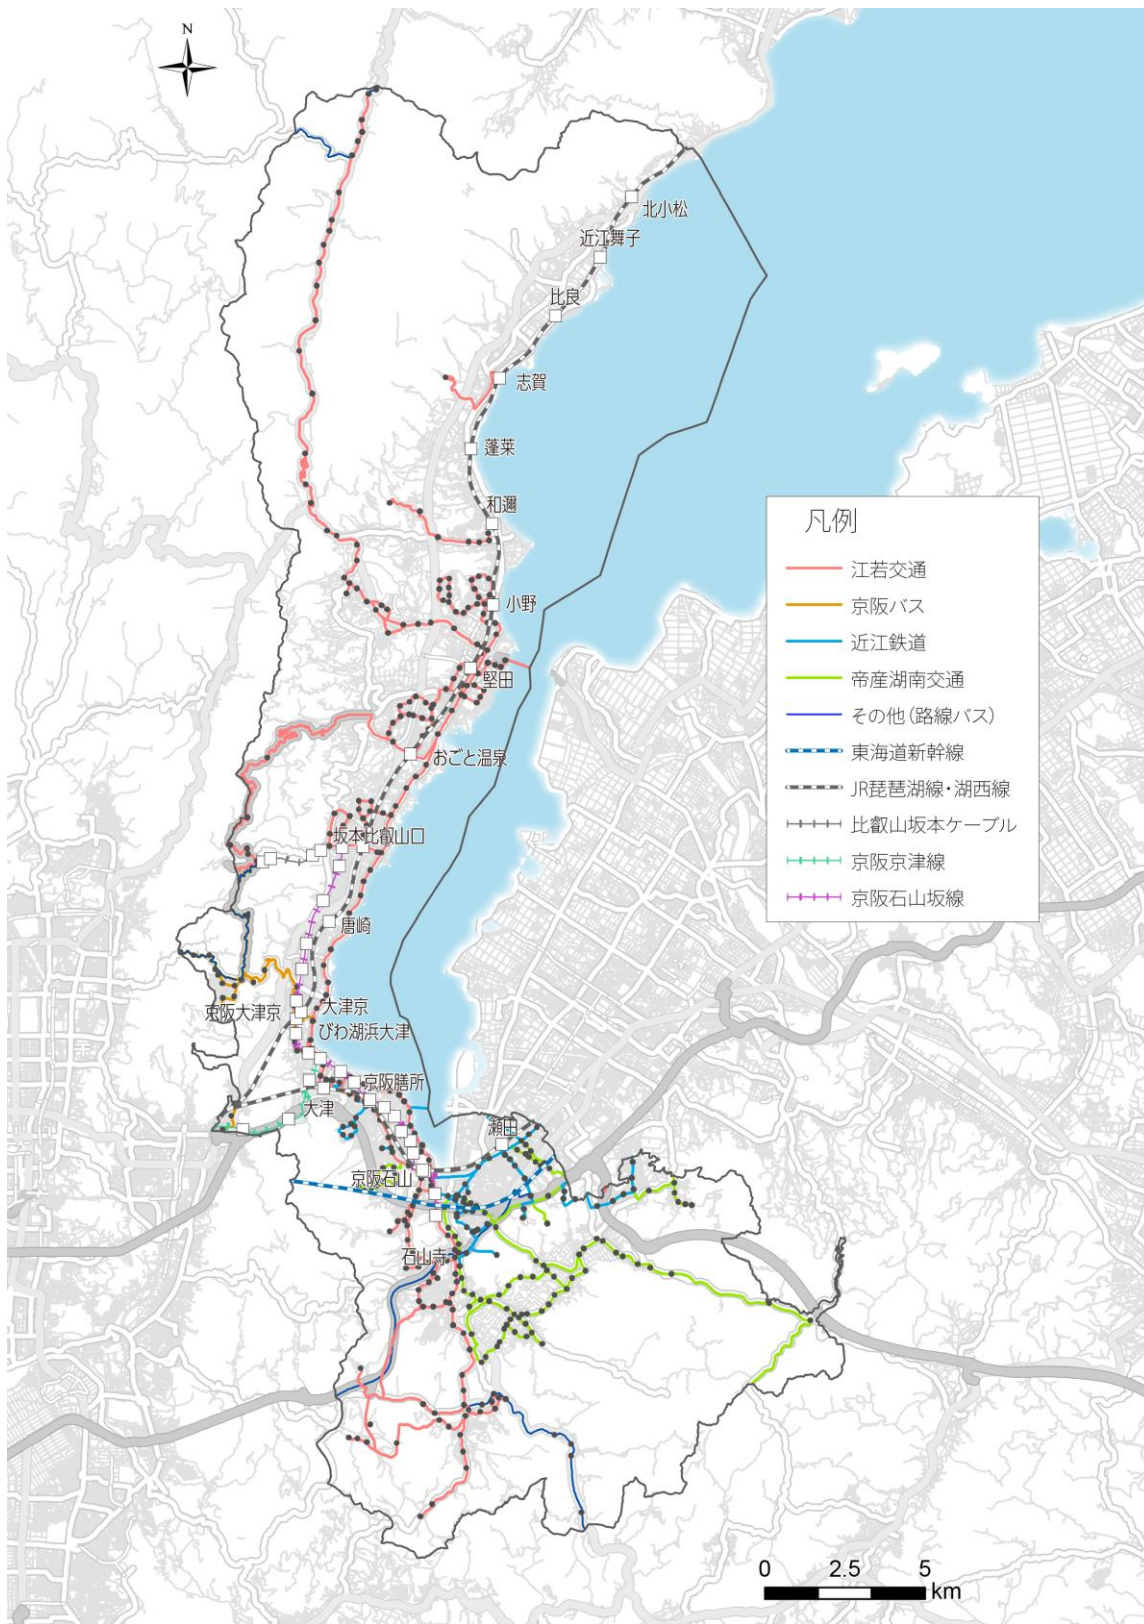 N
北小松
近江舞子
比良
志賀
蓬莱
和邇
小野
堅田
おごと温泉
坂本比叡山口
唐崎
京阪大津京
大津京
びわ湖浜大津
京阪膳所
大津
瀬田
京阪石山
石山寺
凡例
江若交通
京阪バス
近江鉄道
帝産湖南交通
その他(路線バス)
東海道新幹線
JR琵琶湖線・湖西線
比叡山坂本ケーブル
京阪京津線
京阪石山坂線
0 2.5 5
km